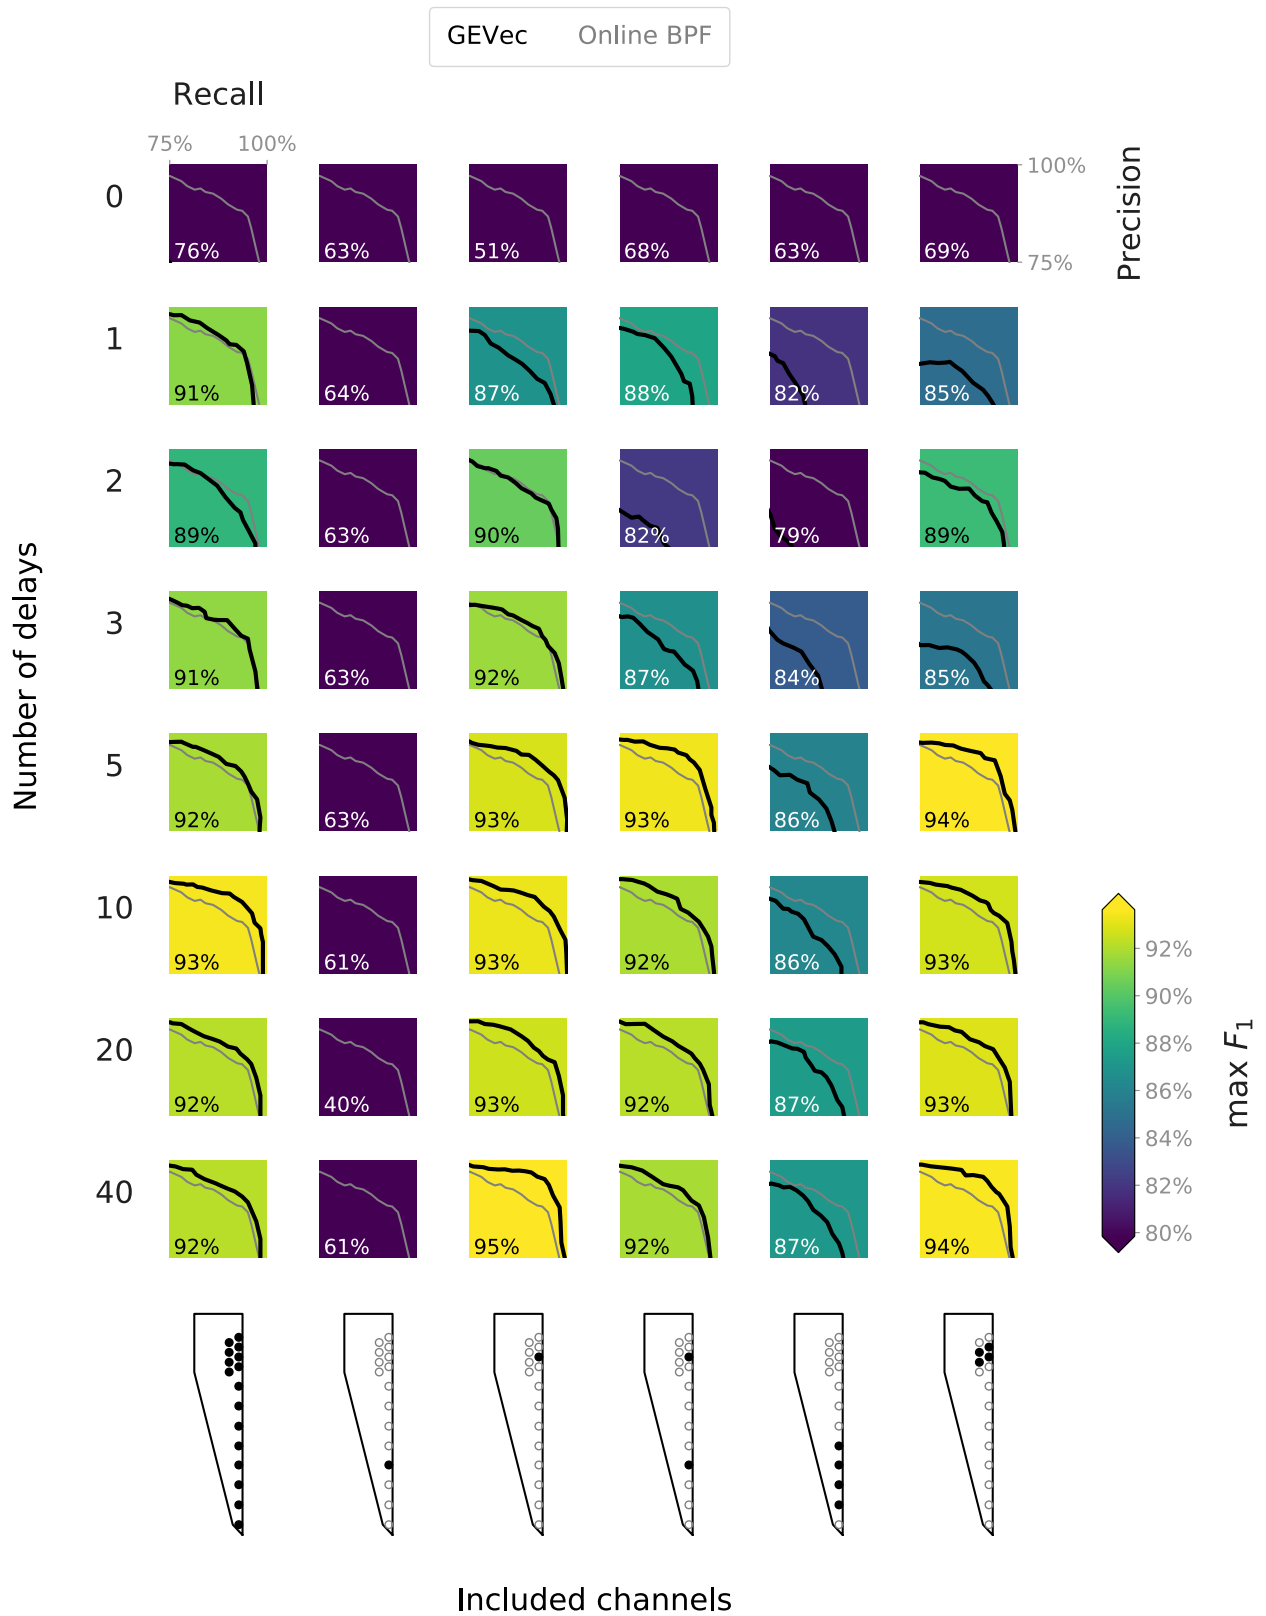 GEVec Online BPF
Recall
75% 100%
Precision
100%
75%
Number of delays
0 76% 63% 51% 68% 63% 69%
1 91% 64% 87% 88% 82% 85%
2 89% 63% 90% 82% 79% 89%
3 91% 63% 92% 87% 84% 85%
5 92% 63% 93% 93% 86% 94%
10 93% 61% 93% 92% 86% 93%
20 92% 40% 93% 92% 87% 93%
40 92% 61% 95% 92% 87% 94%
92%
90%
88%
86%
84%
82%
80%
max F₁
Included channels